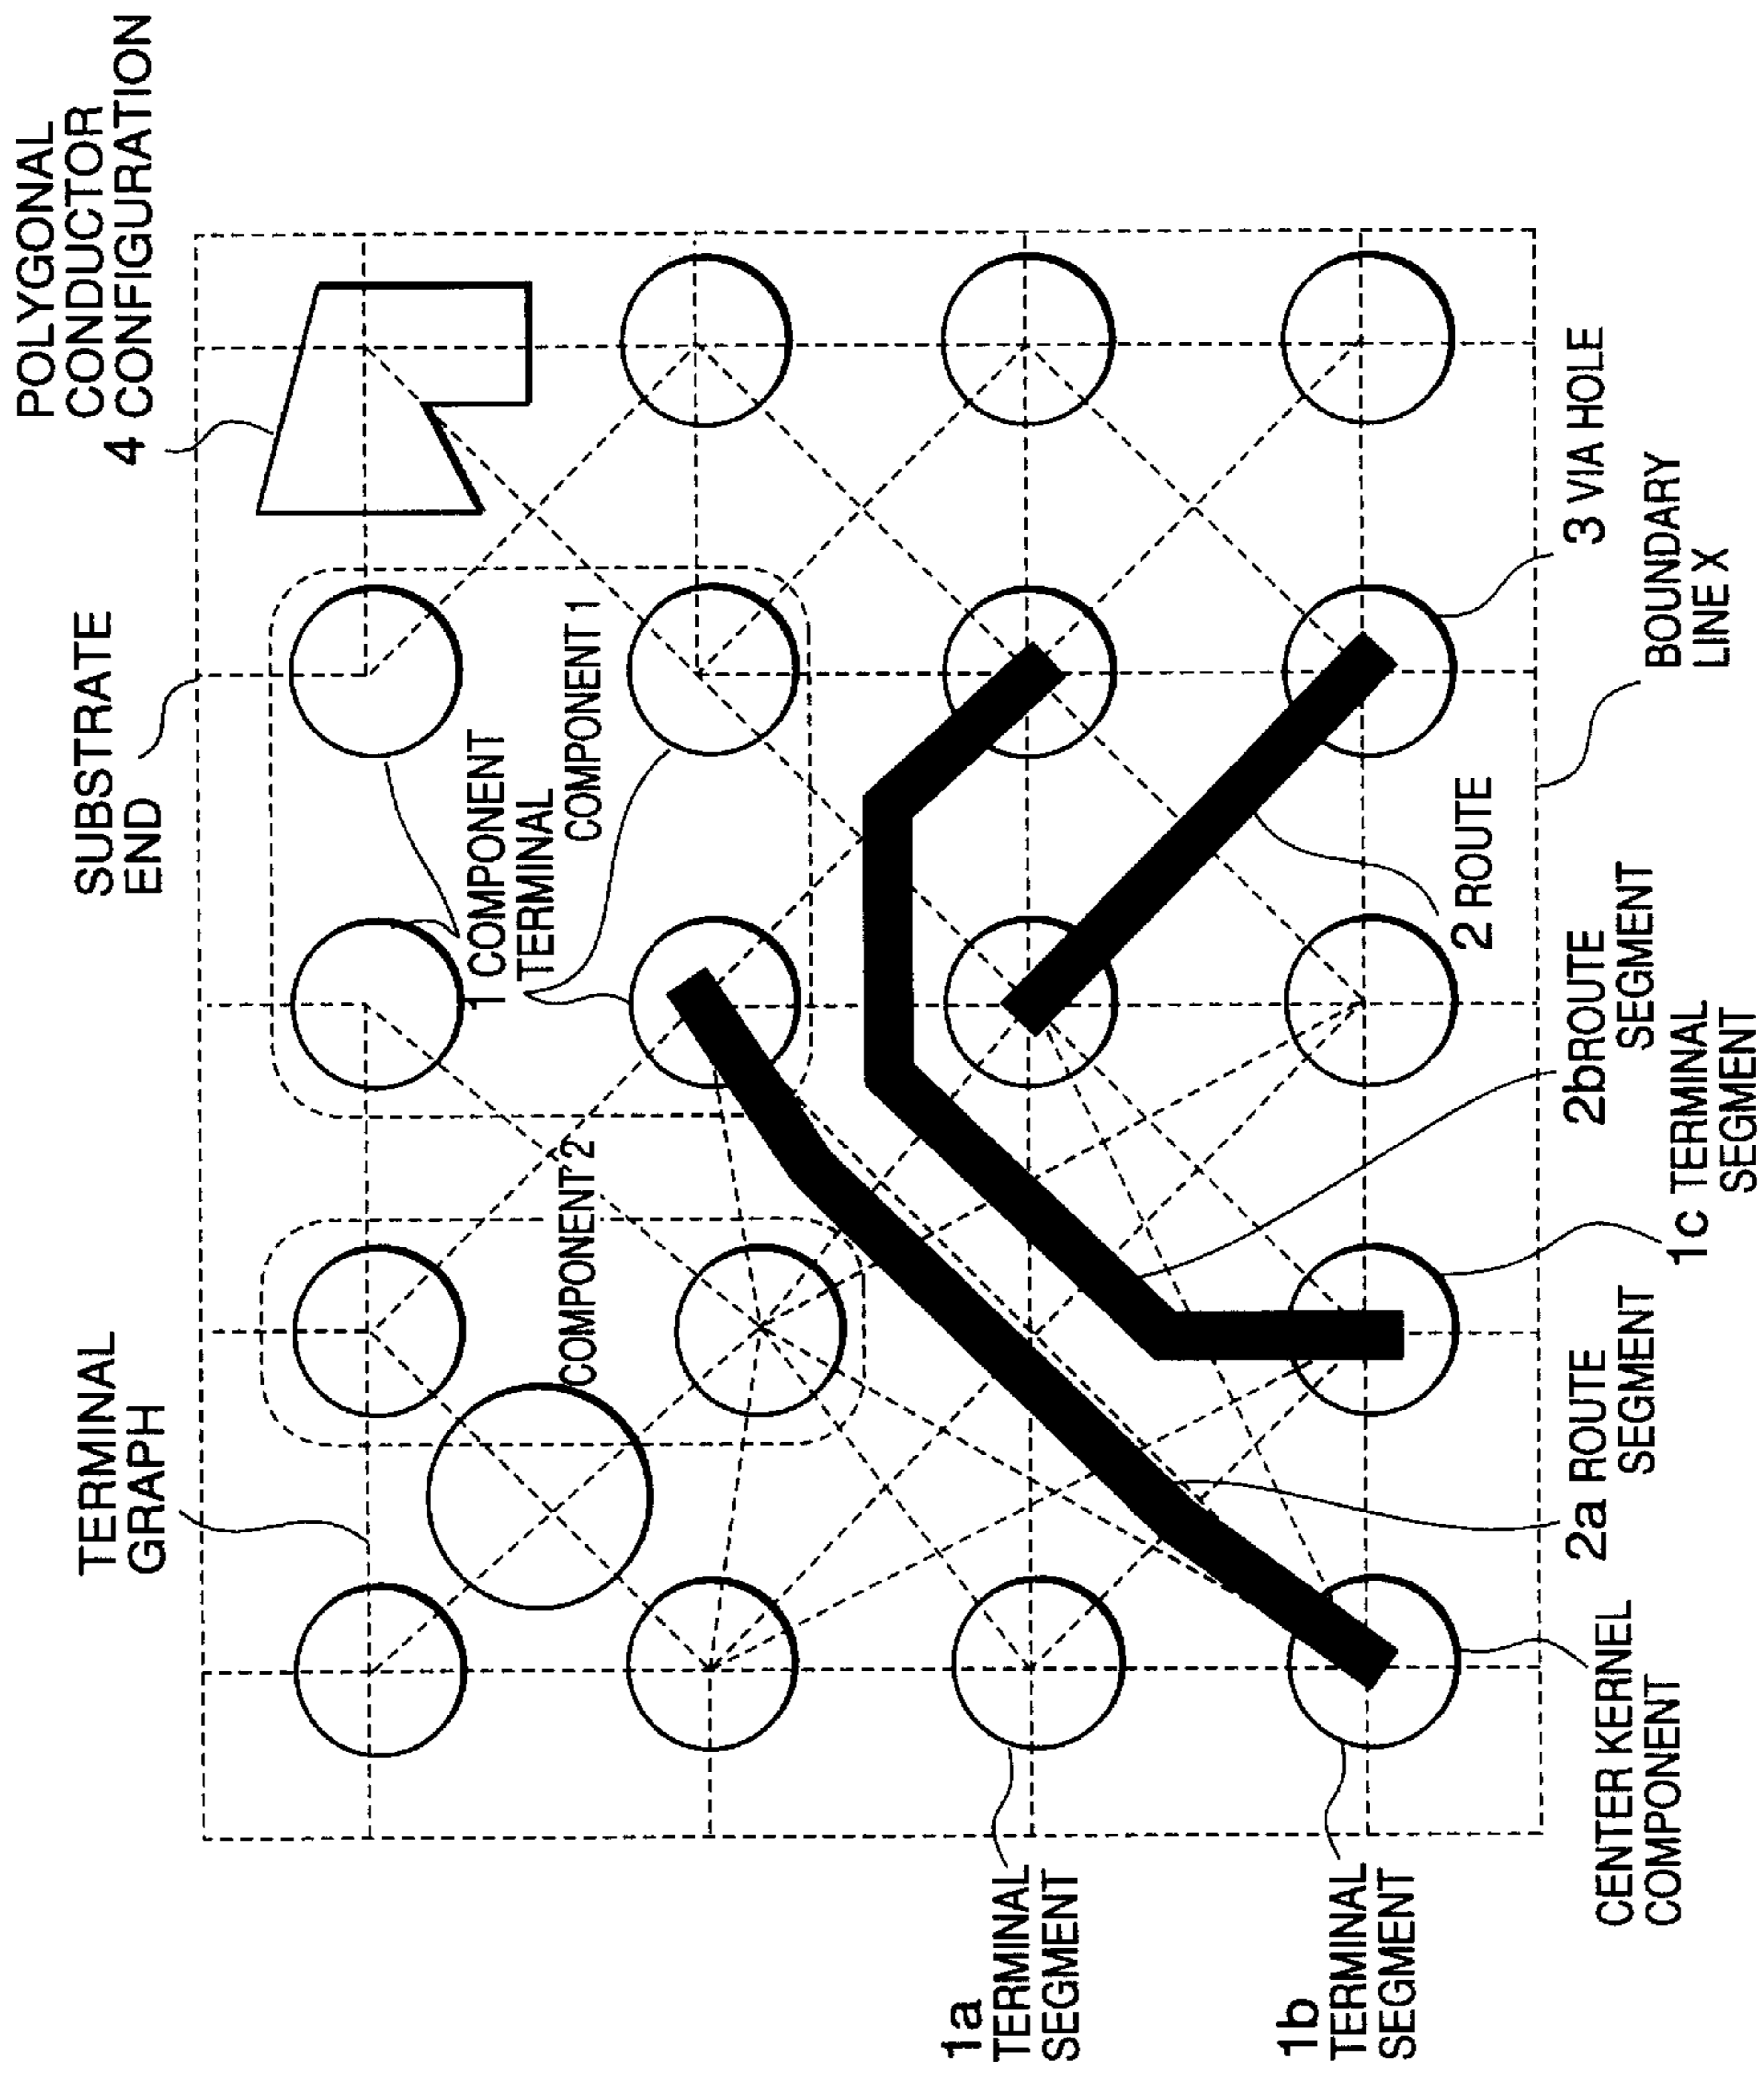 TERMINAL
GRAPH
SUBSTRATE
END
POLYGONAL
CONDUCTOR
4 CONFIGURATION
1 COMPONENT
TERMINAL
COMPONENT 1
COMPONENT 2
1a
TERMINAL
SEGMENT
1b
TERMINAL
SEGMENT
CENTER KERNEL
COMPONENT
2a ROUTE
SEGMENT
1c TERMINAL
SEGMENT
2b ROUTE
SEGMENT
2 ROUTE
3 VIA HOLE
BOUNDARY
LINE X